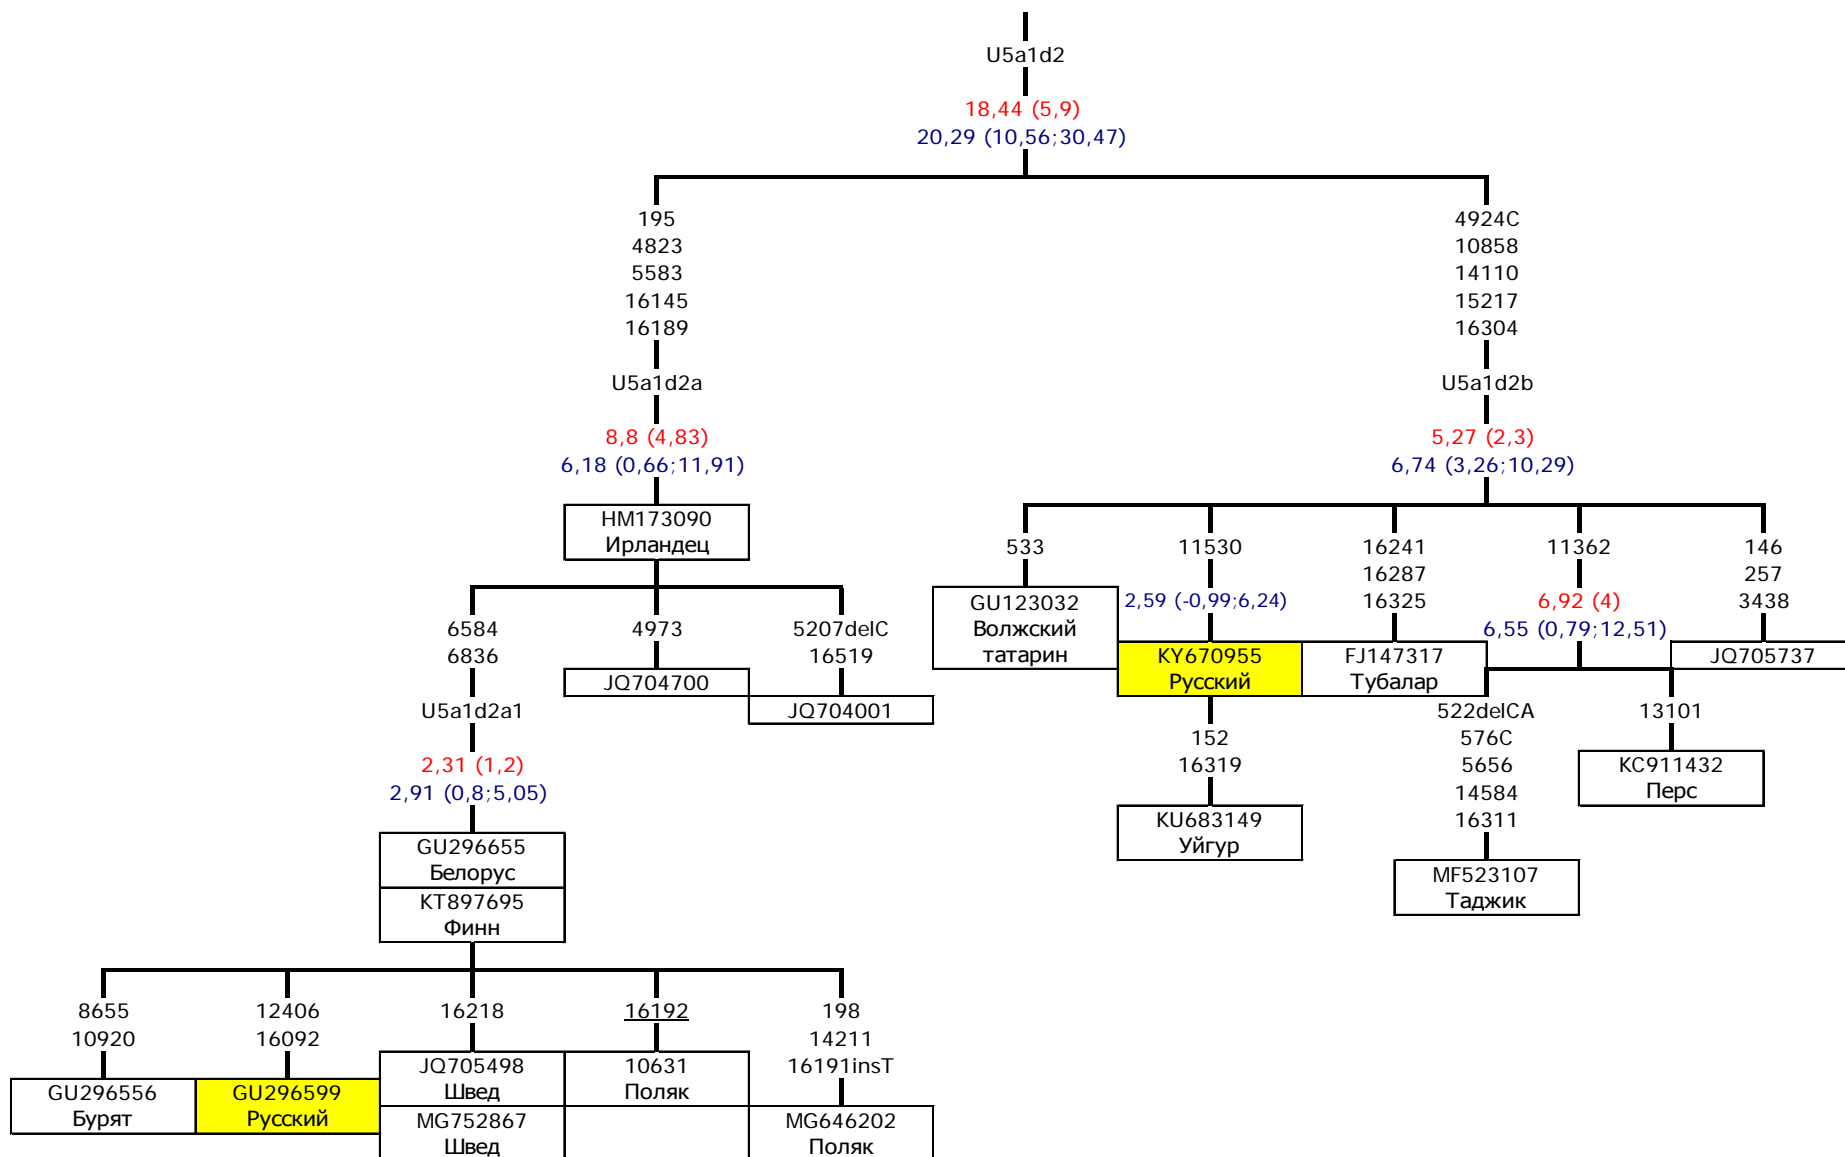 U5a1d2
18,44 (5,9)
20,29 (10,56;30,47)
195
4823
5583
16145
16189
U5a1d2a
8,8 (4,83)
6,18 (0,66;11,91)
HM173090
Ирландец
6584
6836
U5a1d2a1
2,31 (1,2)
2,91 (0,8;5,05)
GU296655
Белорус
KT897695
Финн
8655
10920
GU296556
Бурят
12406
16092
GU296599
Русский
16218
JQ705498
Швед
MG752867
Швед
16192
10631
Поляк
198
14211
16191insT
MG646202
Поляк
4973
JQ704700
5207delC
16519
JQ704001
4924C
10858
14110
15217
16304
U5a1d2b
5,27 (2,3)
6,74 (3,26;10,29)
533
GU123032
Волжский
татарин
11530
2,59 (-0,99;6,24)
KY670955
Русский
152
16319
KU683149
Уйгур
16241
16287
16325
FJ147317
Тубалар
11362
6,92 (4)
6,55 (0,79;12,51)
522delCA
576C
5656
14584
16311
MF523107
Таджик
13101
KC911432
Перс
146
257
3438
JQ705737